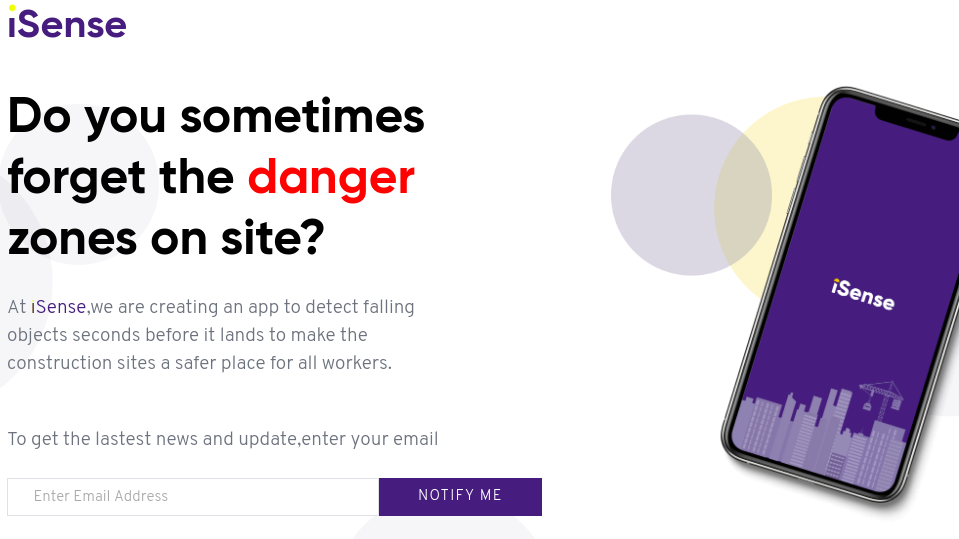 iSense
Do you sometimes
forget the danger
zones on site?
At iSense,we are creating an app to detect falling
objects seconds before it lands to make the
construction sites a safer place for all workers.
iSense
To get the lastest news and update,enter your email
Enter Email Address
NOTIFY ME